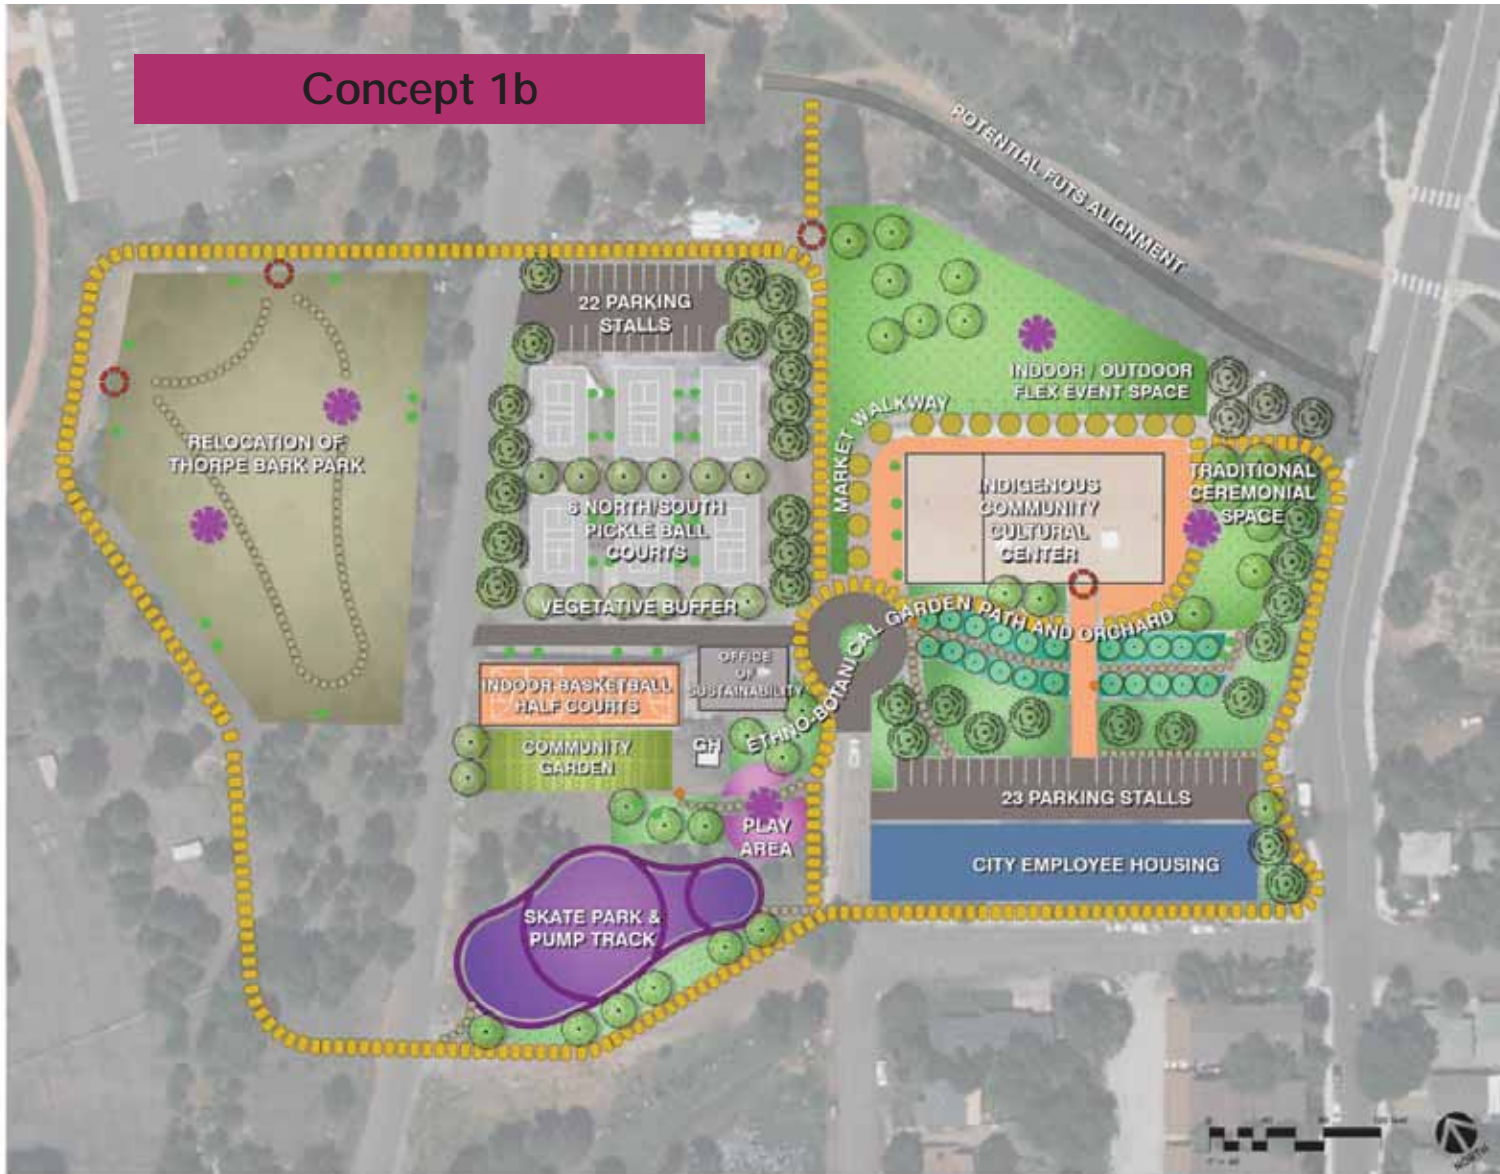 Concept 1b
POTENTIAL FUTS ALIGNMENT
22 PARKING
STALLS
INDOOR / OUTDOOR
FLEX EVENT SPACE
MARKET WALKWAY
RELOCATION OF
THORPE BARK PARK
6 NORTH/SOUTH
PICKLE BALL
COURTS
VEGETATIVE BUFFER
INDIGENOUS
COMMUNITY
CULTURAL
CENTER
TRADITIONAL
CEREMONIAL
SPACE
ETHNO-BOTANICAL GARDEN PATH AND ORCHARD
OFFICE
OF
SUSTAINABILITY
INDOOR BASKETBALL
HALF COURTS
COMMUNITY
GARDEN
GH
PLAY
AREA
23 PARKING STALLS
CITY EMPLOYEE HOUSING
SKATE PARK &
PUMP TRACK
NORTH